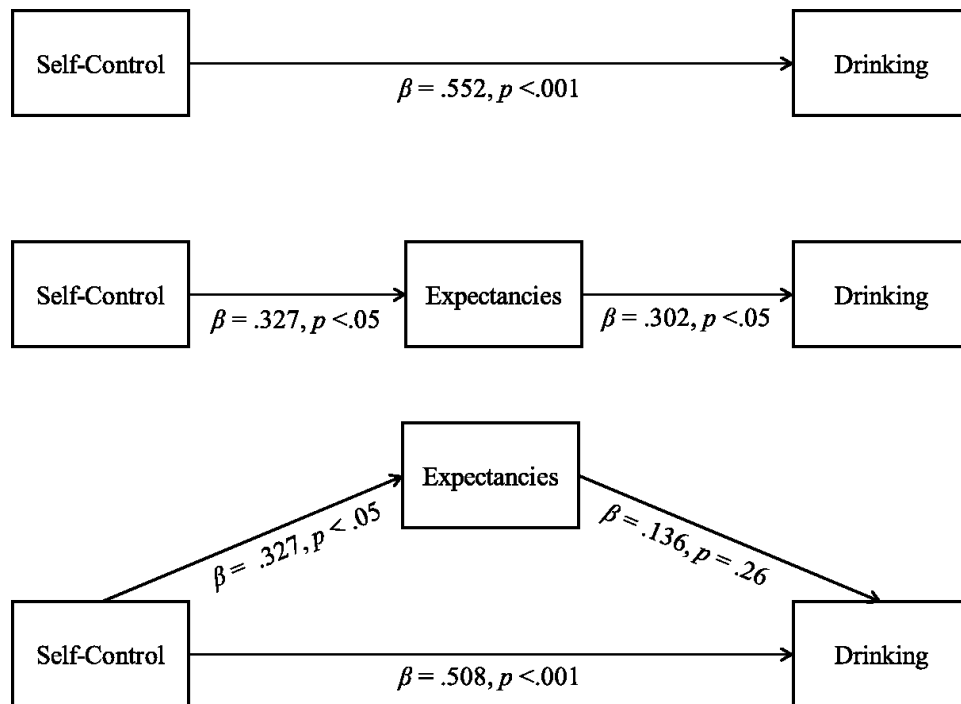 Self-Control
Drinking
β = .552, p <.001
Self-Control
Expectancies
Drinking
β = .327, p <.05
β = .302, p <.05
Expectancies
β = .327, p < .05
β = .136, p = .26
Self-Control
Drinking
β = .508, p <.001